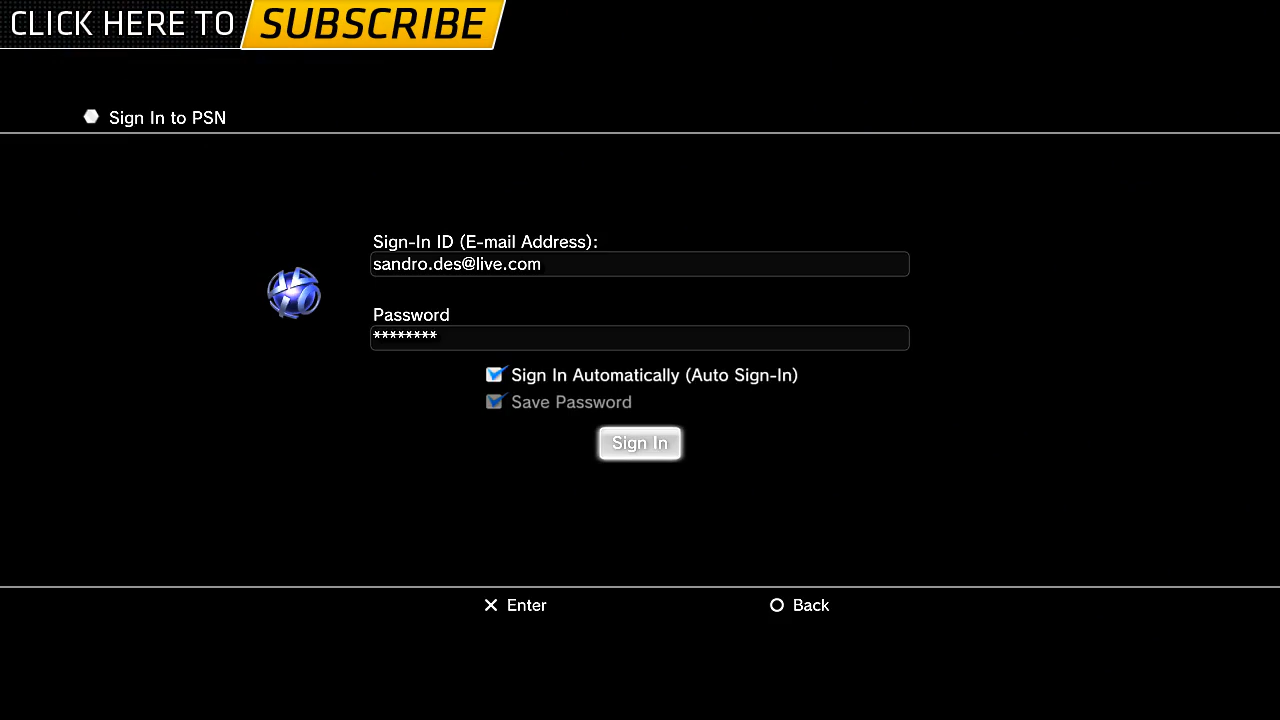 CLICK HERE TO SUBSCRIBE
Sign In to PSN
Sign-In ID (E-mail Address):
sandro.des@live.com
Password
********
Sign In Automatically (Auto Sign-In)
Save Password
Sign In
Enter
Back